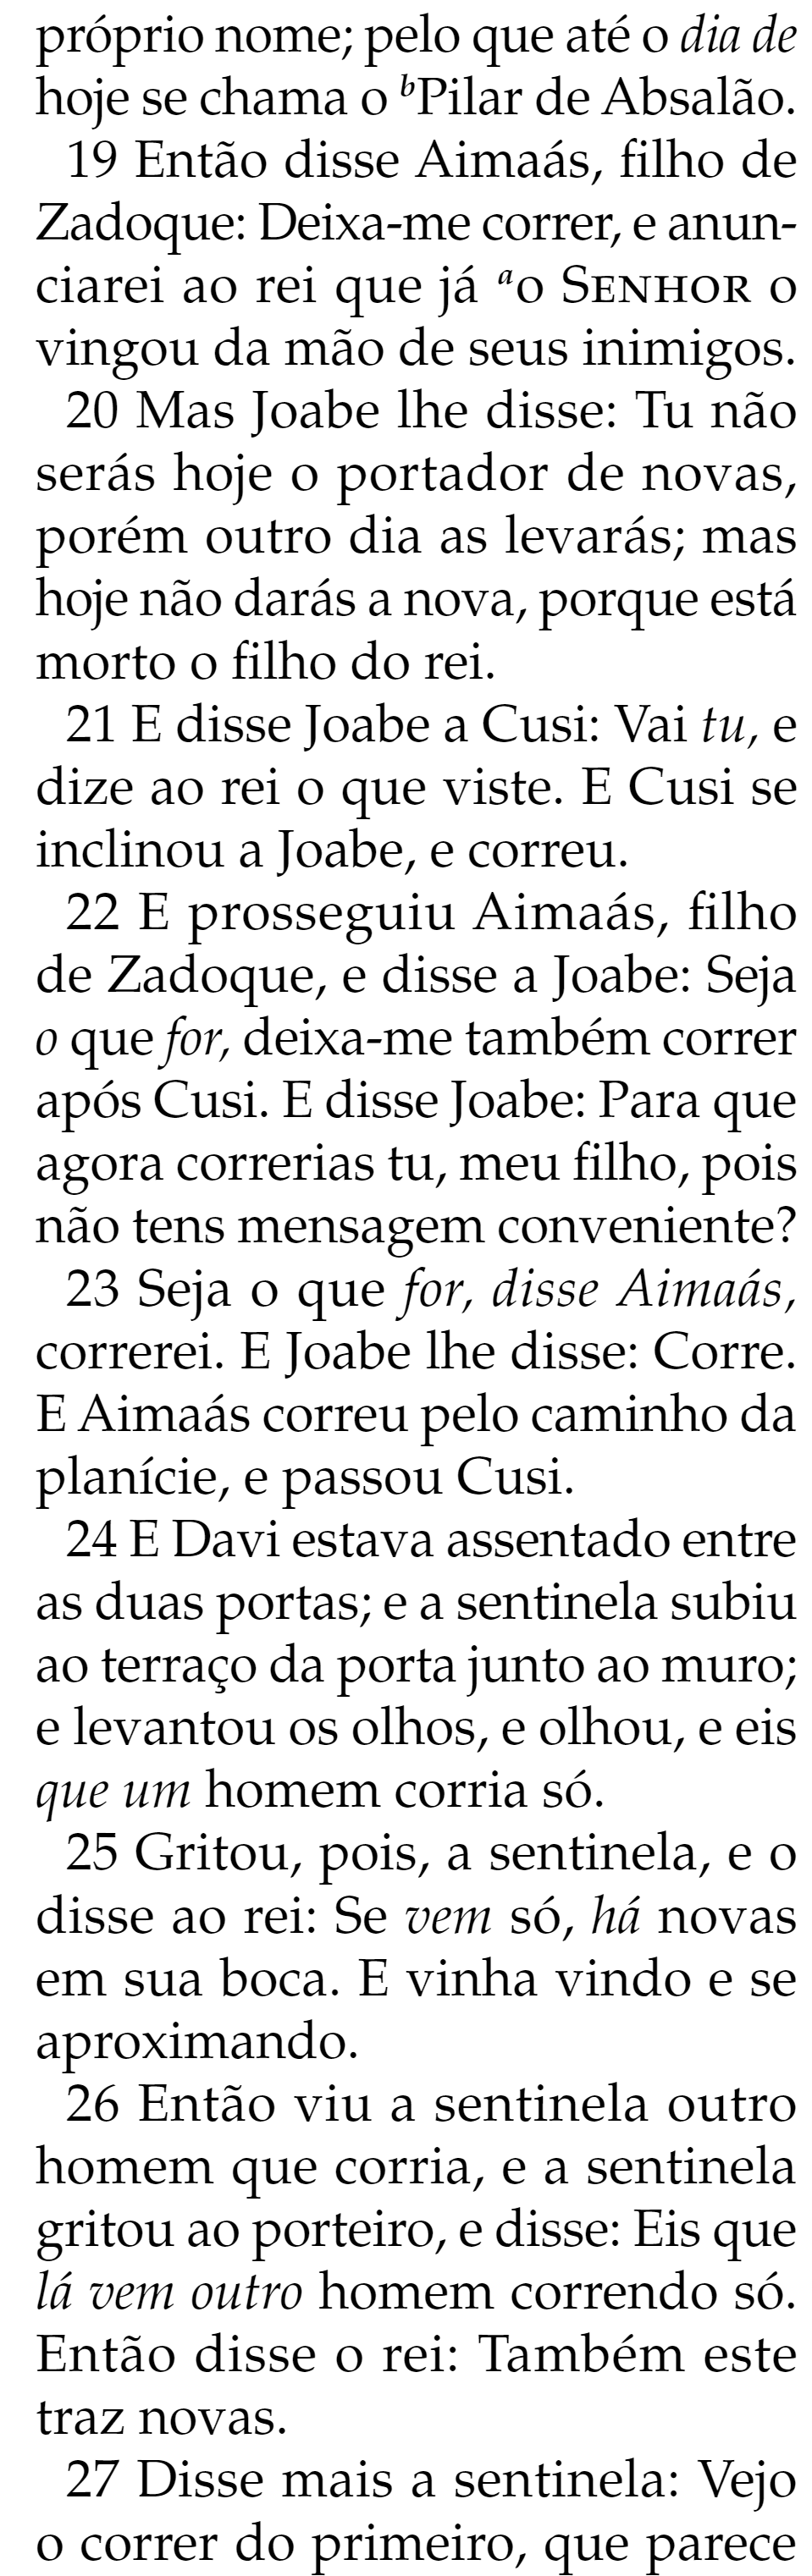 próprio nome; pelo que até o dia de
hoje se chama o bPilar de Absalão.
19 Então disse Aimaás, filho de
Zadoque: Deixa-me correr, e anun-
ciarei ao rei que já ao SENHOR o
vingou da mão de seus inimigos.
20 Mas Joabe lhe disse: Tu não
serás hoje o portador de novas,
porém outro dia as levarás; mas
hoje não darás a nova, porque está
morto o filho do rei.
21 E disse Joabe a Cusi: Vai tu, e
dize ao rei o que viste. E Cusi se
inclinou a Joabe, e correu.
22 E prosseguiu Aimaás, filho
de Zadoque, e disse a Joabe: Seja
o que for, deixa-me também correr
após Cusi. E disse Joabe: Para que
agora correrias tu, meu filho, pois
não tens mensagem conveniente?
23 Seja o que for, disse Aimaás,
correrei. E Joabe lhe disse: Corre.
E Aimaás correu pelo caminho da
planície, e passou Cusi.
24 E Davi estava assentado entre
as duas portas; e a sentinela subiu
ao terraço da porta junto ao muro;
e levantou os olhos, e olhou, e eis
que um homem corria só.
25 Gritou, pois, a sentinela, e o
disse ao rei: Se vem só, há novas
em sua boca. E vinha vindo e se
aproximando.
26 Então viu a sentinela outro
homem que corria, e a sentinela
gritou ao porteiro, e disse: Eis que
lá vem outro homem correndo só.
Então disse o rei: Também este
traz novas.
27 Disse mais a sentinela: Vejo
o correr do primeiro, que parece